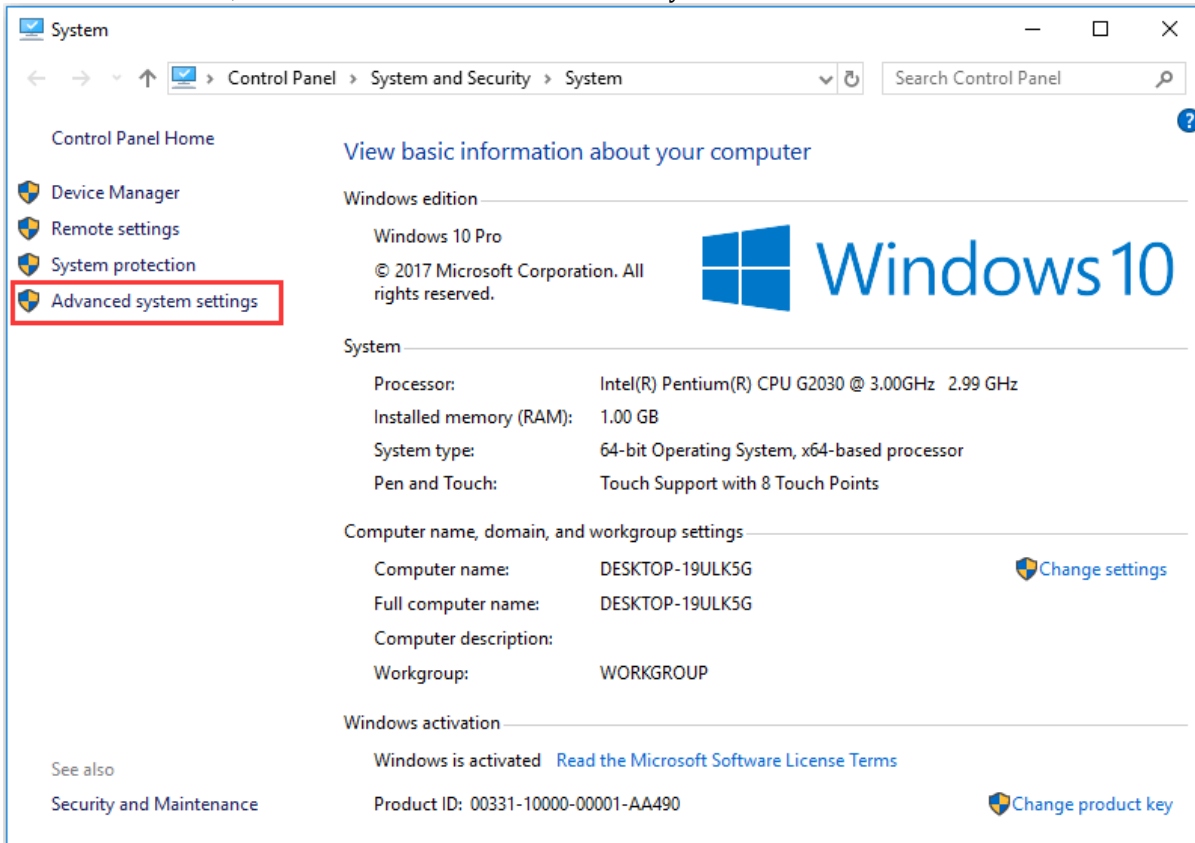 System
Control Panel > System and Security > System
Search Control Panel
Control Panel Home
Device Manager
Remote settings
System protection
Advanced system settings
See also
Security and Maintenance
View basic information about your computer
Windows edition
Windows 10 Pro
© 2017 Microsoft Corporation. All
rights reserved.
Windows 10
System
Processor: Intel(R) Pentium(R) CPU G2030 @ 3.00GHz 2.99 GHz
Installed memory (RAM): 1.00 GB
System type: 64-bit Operating System, x64-based processor
Pen and Touch: Touch Support with 8 Touch Points
Computer name, domain, and workgroup settings
Computer name: DESKTOP-19ULK5G
Change settings
Full computer name: DESKTOP-19ULK5G
Computer description:
Workgroup: WORKGROUP
Windows activation
Windows is activated Read the Microsoft Software License Terms
Product ID: 00331-10000-00001-AA490
Change product key